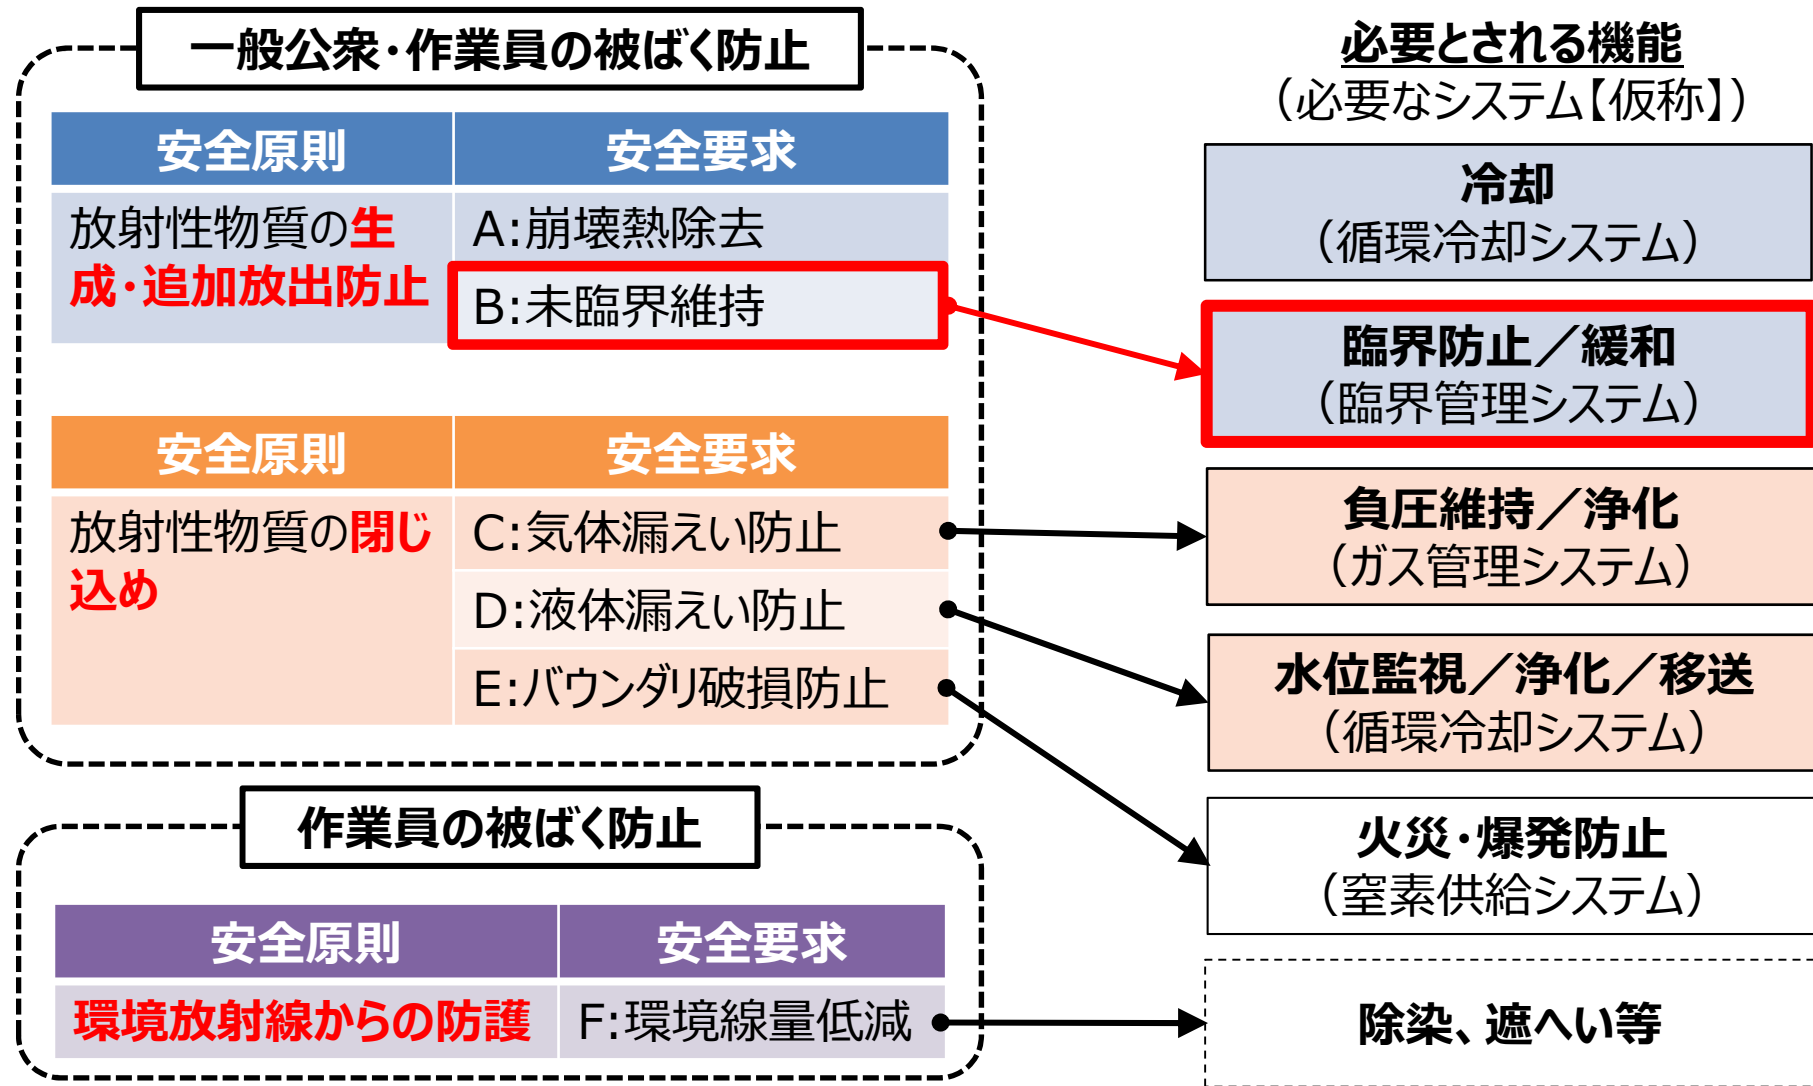 一般公衆・作業員の被ばく防止
安全原則 安全要求
放射性物質の生
成・追加放出防止
A:崩壊熱除去
B:未臨界維持
安全原則 安全要求
放射性物質の閉じ
込め
C:気体漏えい防止
D:液体漏えい防止
E:バウンダリ破損防止
作業員の被ばく防止
安全原則 安全要求
環境放射線からの防護 F:環境線量低減
必要とされる機能
（必要なシステム【仮称】）
冷却
（循環冷却システム）
臨界防止／緩和
（臨界管理システム）
負圧維持／浄化
（ガス管理システム）
水位監視／浄化／移送
（循環冷却システム）
火災・爆発防止
（窒素供給システム）
除染、遮へい等